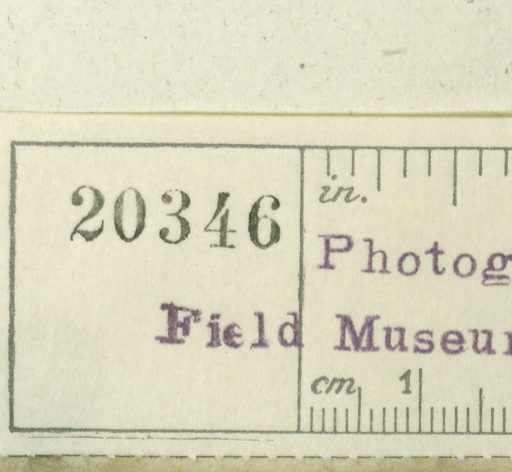 20346
in.
Photog
Field Museum
cm 1